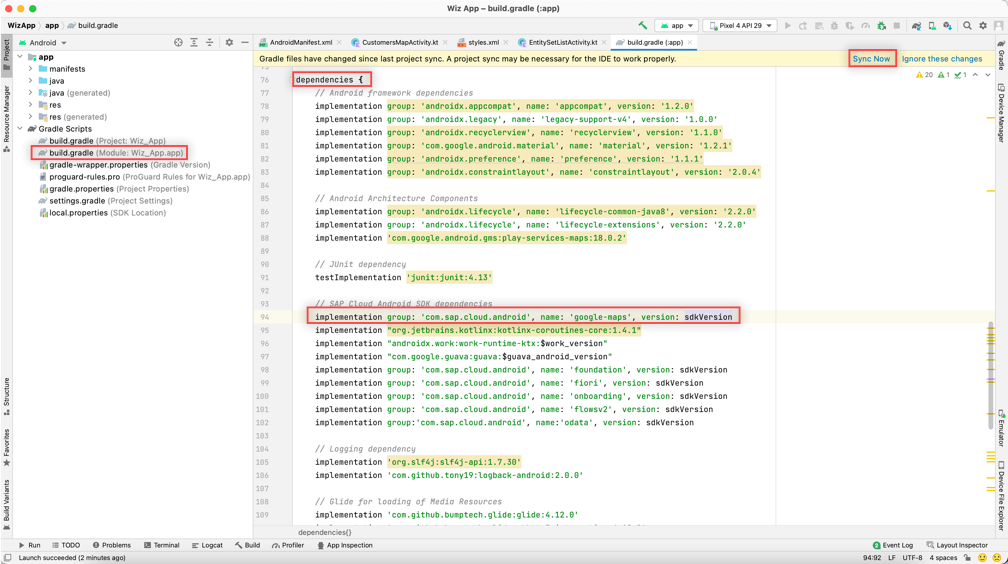 Wiz App – build.gradle (:app)
WizApp › app › build.gradle
app
Pixel 4 API 29
Android
AndroidManifest.xml
CustomersMapActivity.kt
styles.xml
EntitySetListActivity.kt
build.gradle (:app)
Gradle files have changed since last project sync. A project sync may be necessary for the IDE to work properly.
Sync Now
Ignore these changes
20 1 1
Project
Resource Manager
Structure
Favorites
Build Variants
app
manifests
java
java (generated)
res
res (generated)
Gradle Scripts
build.gradle (Project: Wiz_App)
build.gradle (Module: Wiz_App.app)
gradle-wrapper.properties (Gradle Version)
proguard-rules.pro (ProGuard Rules for Wiz_App.app)
gradle.properties (Project Properties)
settings.gradle (Project Settings)
local.properties (SDK Location)
76 dependencies {
77 // Android framework dependencies
78 implementation group: 'androidx.appcompat', name: 'appcompat', version: '1.2.0'
79 implementation group: 'androidx.legacy', name: 'legacy-support-v4', version: '1.0.0'
80 implementation group: 'androidx.recyclerview', name: 'recyclerview', version: '1.1.0'
81 implementation group: 'com.google.android.material', name: 'material', version: '1.2.1'
82 implementation group: 'androidx.preference', name: 'preference', version: '1.1.1'
83 implementation group: 'androidx.constraintlayout', name: 'constraintlayout', version: '2.0.4'
84
85 // Android Architecture Components
86 implementation group: 'androidx.lifecycle', name: 'lifecycle-common-java8', version: '2.2.0'
87 implementation group: 'androidx.lifecycle', name: 'lifecycle-extensions', version: '2.2.0'
88 implementation 'com.google.android.gms:play-services-maps:18.0.2'
89
90 // JUnit dependency
91 testImplementation 'junit:junit:4.13'
92
93 // SAP Cloud Android SDK dependencies
94 implementation group: 'com.sap.cloud.android', name: 'google-maps', version: sdkVersion
95 implementation "org.jetbrains.kotlinx:kotlinx-coroutines-core:1.4.1"
96 implementation "androidx.work:work-runtime-ktx:$work_version"
97 implementation "com.google.guava:guava:$guava_android_version"
98 implementation group: 'com.sap.cloud.android', name: 'foundation', version: sdkVersion
99 implementation group: 'com.sap.cloud.android', name: 'fiori', version: sdkVersion
100 implementation group: 'com.sap.cloud.android', name: 'onboarding', version: sdkVersion
101 implementation group: 'com.sap.cloud.android', name: 'flowsv2', version: sdkVersion
102 implementation group:'com.sap.cloud.android', name:'odata', version: sdkVersion
103
104 // Logging dependency
105 implementation 'org.slf4j:slf4j-api:1.7.30'
106 implementation 'com.github.tony19:logback-android:2.0.0'
107
108 // Glide for loading of Media Resources
109 implementation 'com.github.bumptech.glide:glide:4.12.0'
dependencies{}
Gradle
Device Manager
Emulator
Device File Explorer
Run
TODO
Problems
Terminal
Logcat
Build
Profiler
App Inspection
2 Event Log
Layout Inspector
Launch succeeded (2 minutes ago)
94:92 LF UTF-8 4 spaces